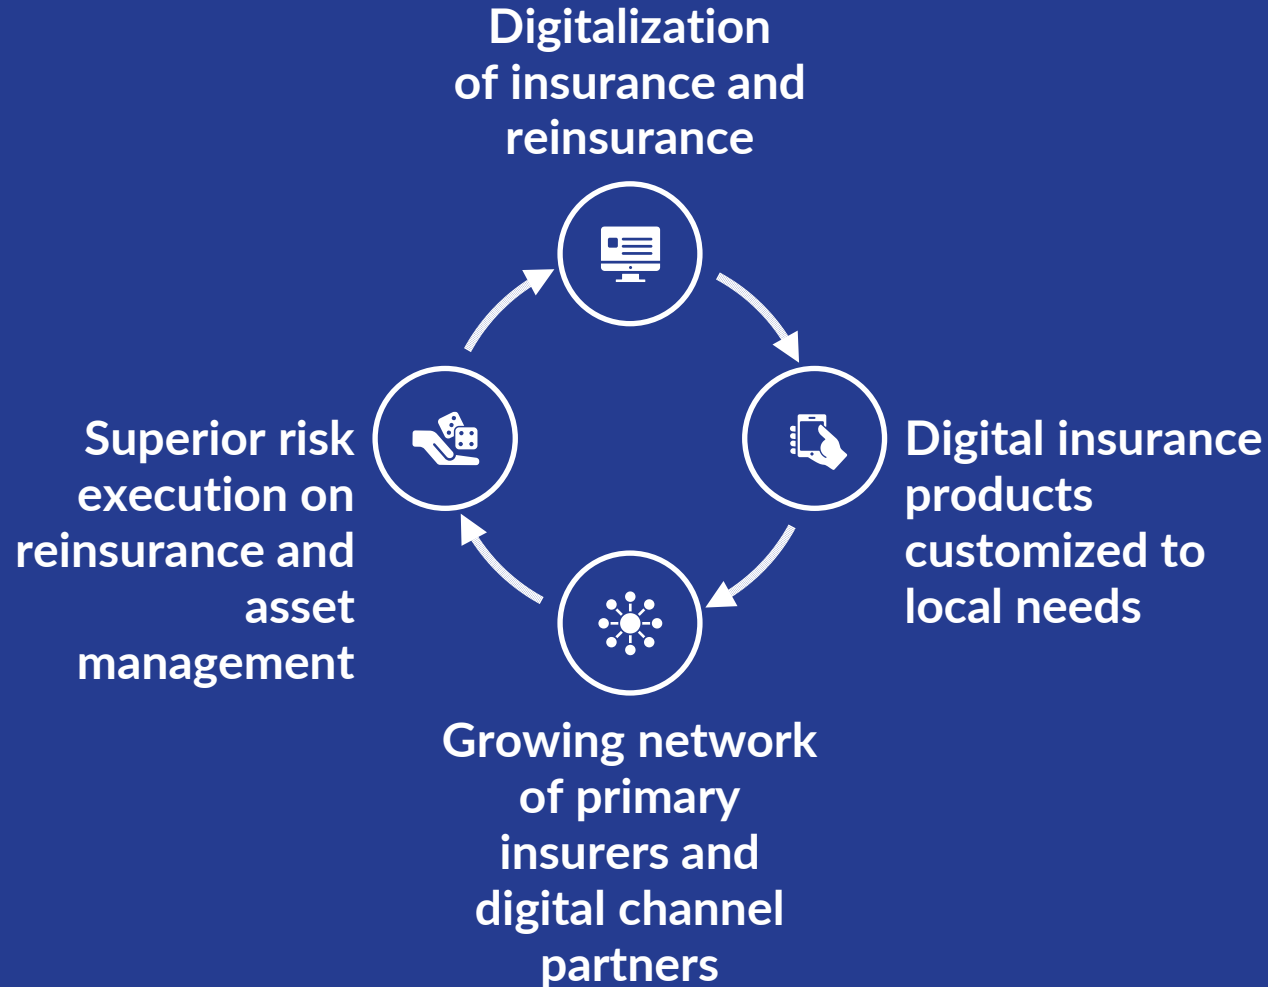 Digitalization
of insurance and
reinsurance
Superior risk
execution on
reinsurance and
asset
management
Digital insurance
products
customized to
local needs
Growing network
of primary
insurers and
digital channel
partners